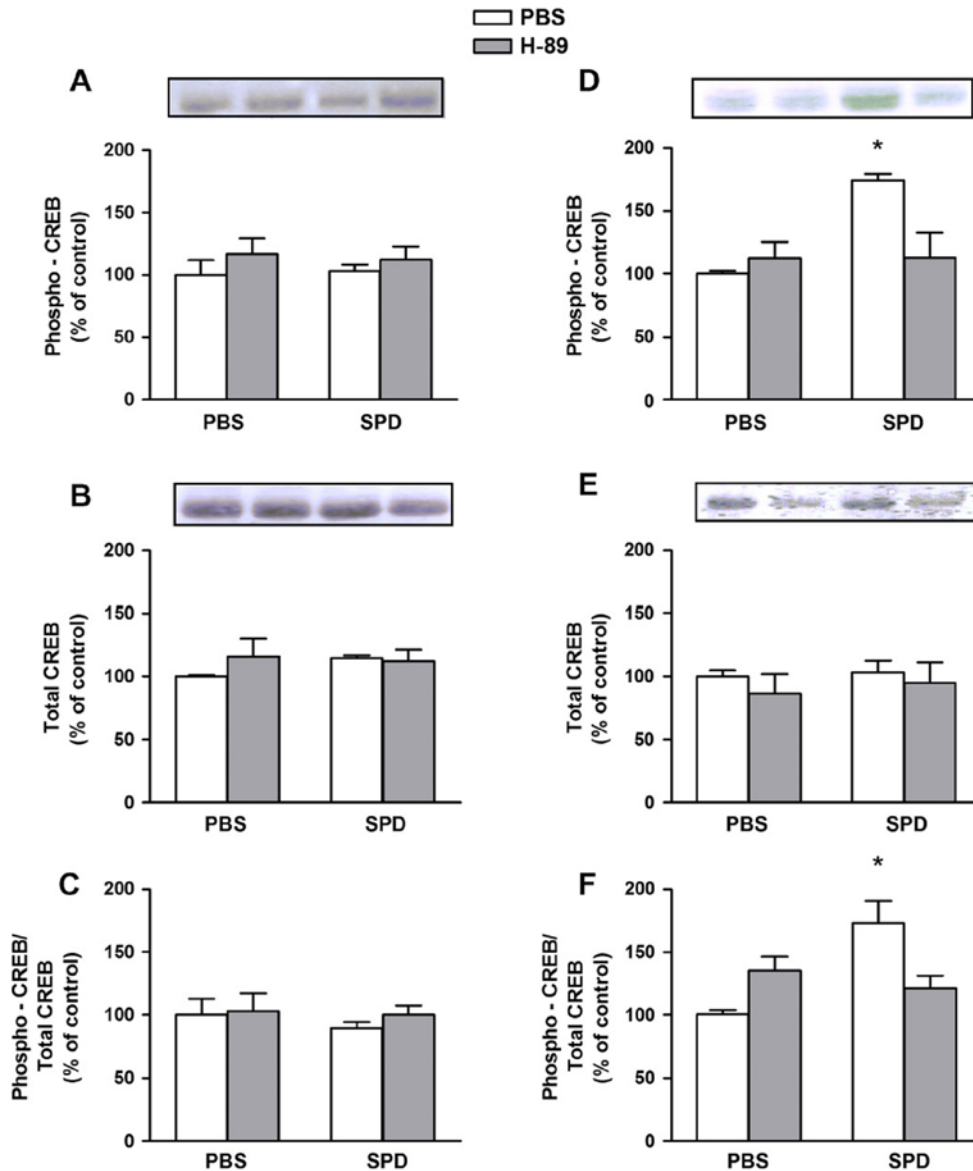 PBS
H-89
A
200
150
100
50
0
Phospho - CREB
(% of control)
PBS SPD
D
*
200
150
100
50
0
Phospho - CREB
(% of control)
PBS SPD
B
200
150
100
50
0
Total CREB
(% of control)
PBS SPD
E
200
150
100
50
0
Total CREB
(% of control)
PBS SPD
C
200
150
100
50
0
Phospho - CREB/
Total CREB
(% of control)
PBS SPD
F
*
200
150
100
50
0
Phospho - CREB/
Total CREB
(% of control)
PBS SPD